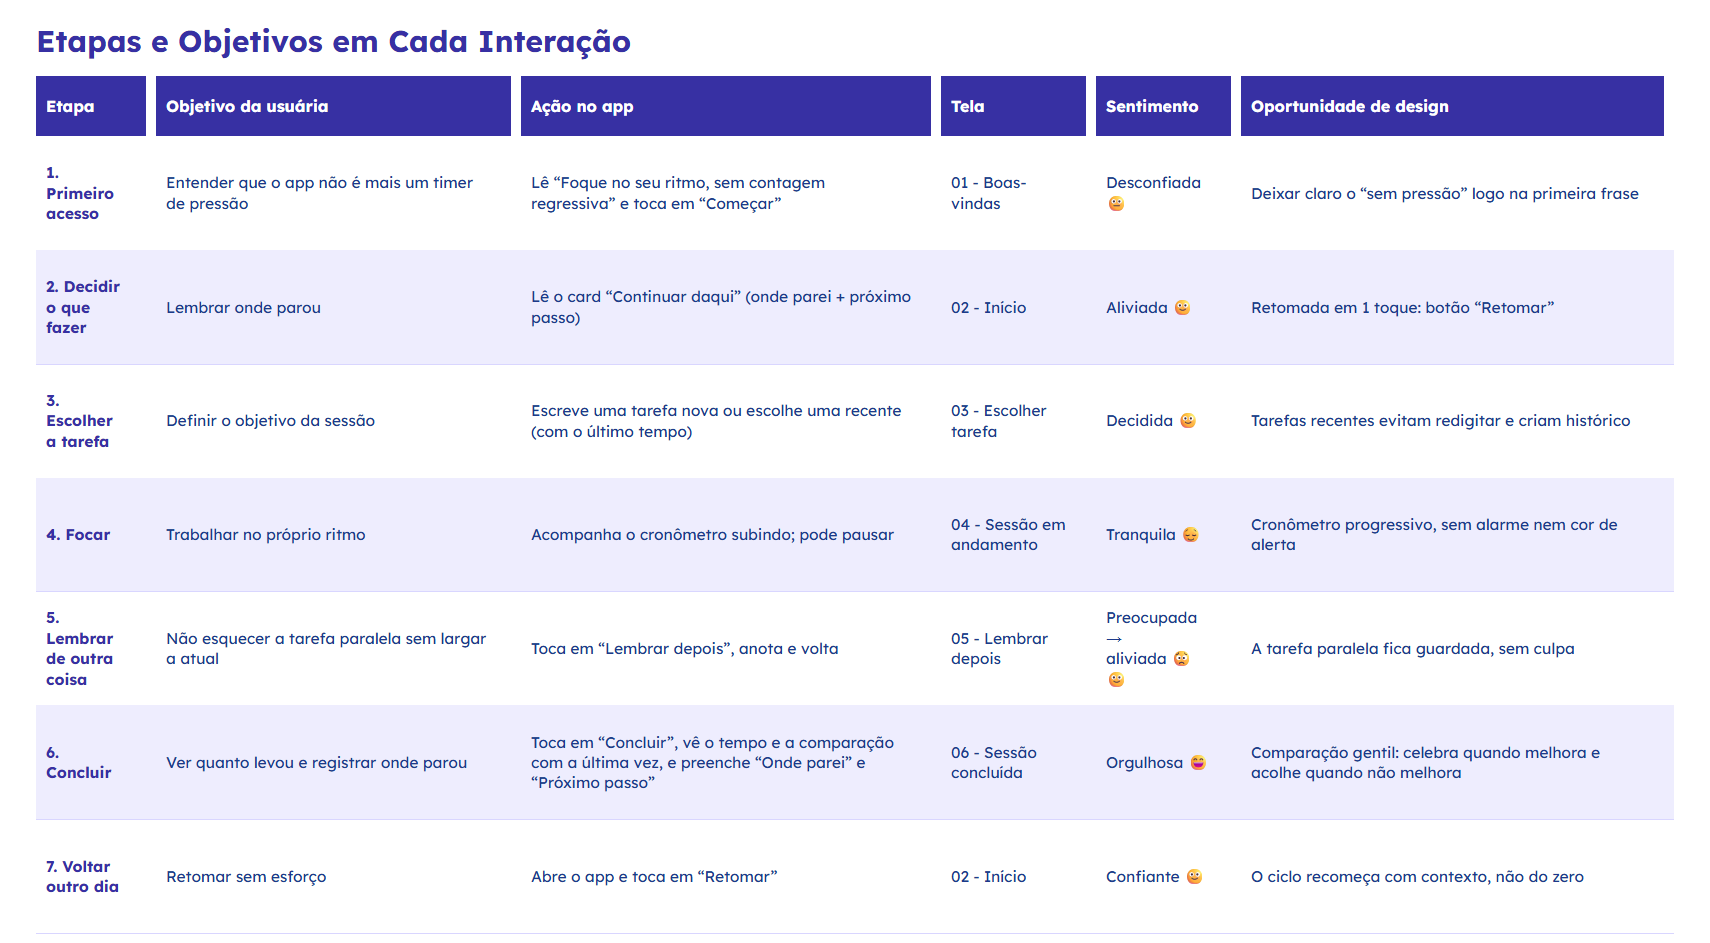 Etapas e Objetivos em Cada Interação
Etapa
Objetivo da usuária
Ação no app
Tela
Sentimento
Oportunidade de design
1.
Primeiro
acesso
Entender que o app não é mais um timer
de pressão
Lê “Foque no seu ritmo, sem contagem
regressiva” e toca em “Começar”
01 - Boas-
vindas
Desconfiada
😐
Deixar claro o “sem pressão” logo na primeira frase
2. Decidir
o que
fazer
Lembrar onde parou
Lê o card “Continuar daqui” (onde parei + próximo
passo)
02 - Início
Aliviada 🙂
Retomada em 1 toque: botão “Retomar”
3.
Escolher
a tarefa
Definir o objetivo da sessão
Escreve uma tarefa nova ou escolhe uma recente
(com o último tempo)
03 - Escolher
tarefa
Decidida 🙂
Tarefas recentes evitam redigitar e criam histórico
4. Focar
Trabalhar no próprio ritmo
Acompanha o cronômetro subindo; pode pausar
04 - Sessão em
andamento
Tranquila 😌
Cronômetro progressivo, sem alarme nem cor de
alerta
5.
Lembrar
de outra
coisa
Não esquecer a tarefa paralela sem largar
a atual
Toca em “Lembrar depois”, anota e volta
05 - Lembrar
depois
Preocupada
→
aliviada 😟
🙂
A tarefa paralela fica guardada, sem culpa
6.
Concluir
Ver quanto levou e registrar onde parou
Toca em “Concluir”, vê o tempo e a comparação
com a última vez, e preenche “Onde parei” e
“Próximo passo”
06 - Sessão
concluída
Orgulhosa 😄
Comparação gentil: celebra quando melhora e
acolhe quando não melhora
7. Voltar
outro dia
Retomar sem esforço
Abre o app e toca em “Retomar”
02 - Início
Confiante 🙂
O ciclo recomeça com contexto, não do zero